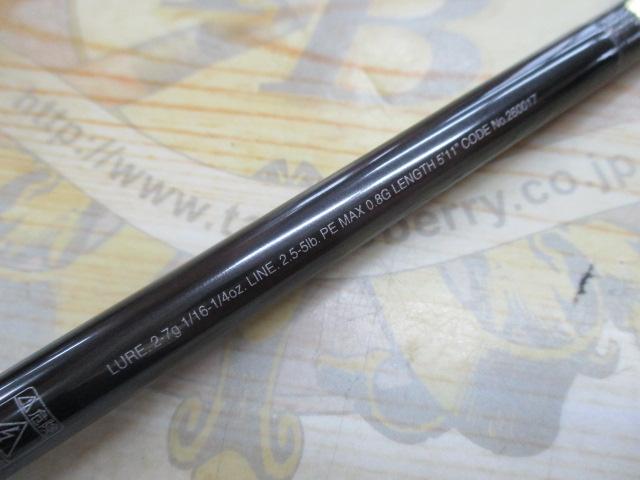 LURE. 2-7g-1/16-1/4oz. LINE. 2.5-5lb. PE MAX 0.8G LENGTH 5'11" CODE No.260017
B
http://www.ta berry.co.jp